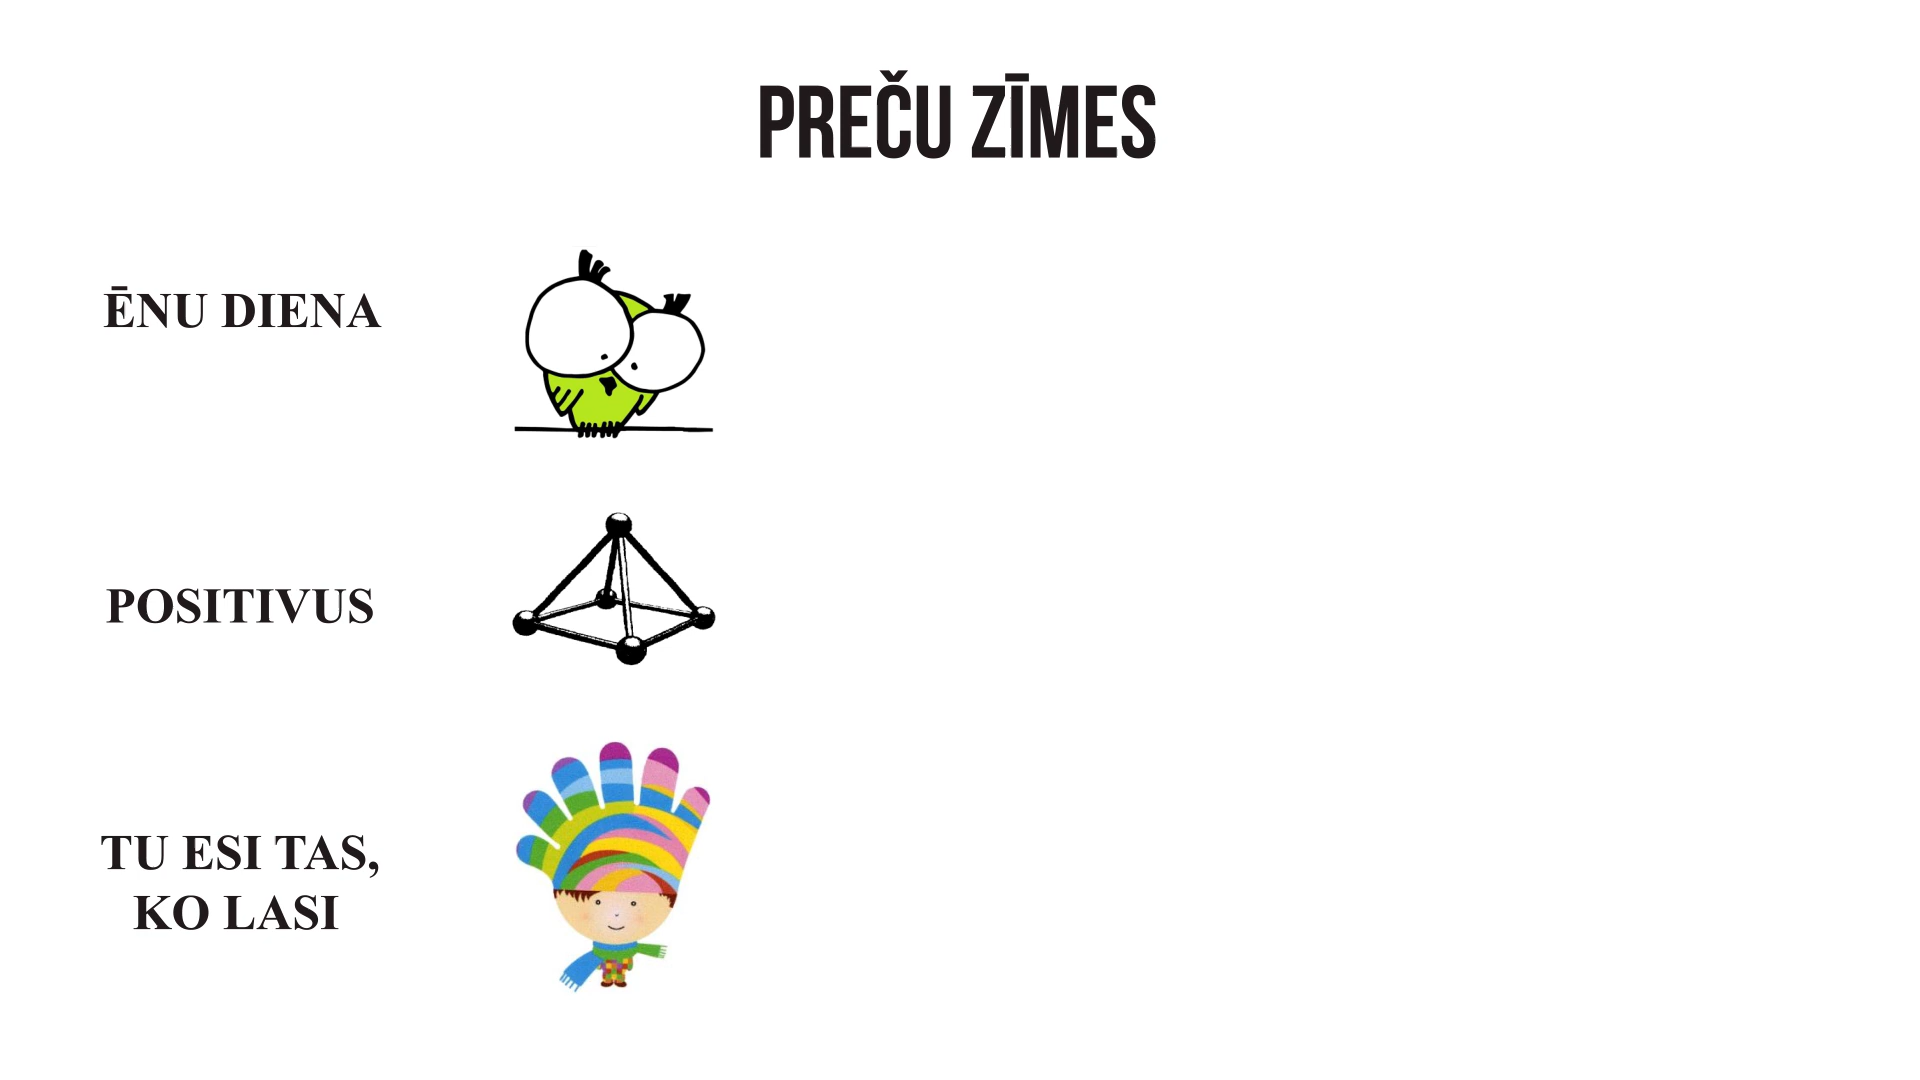 PREČU ZĪMES
ĒNU DIENA
POSITIVUS
TU ESI TAS,
KO LASI